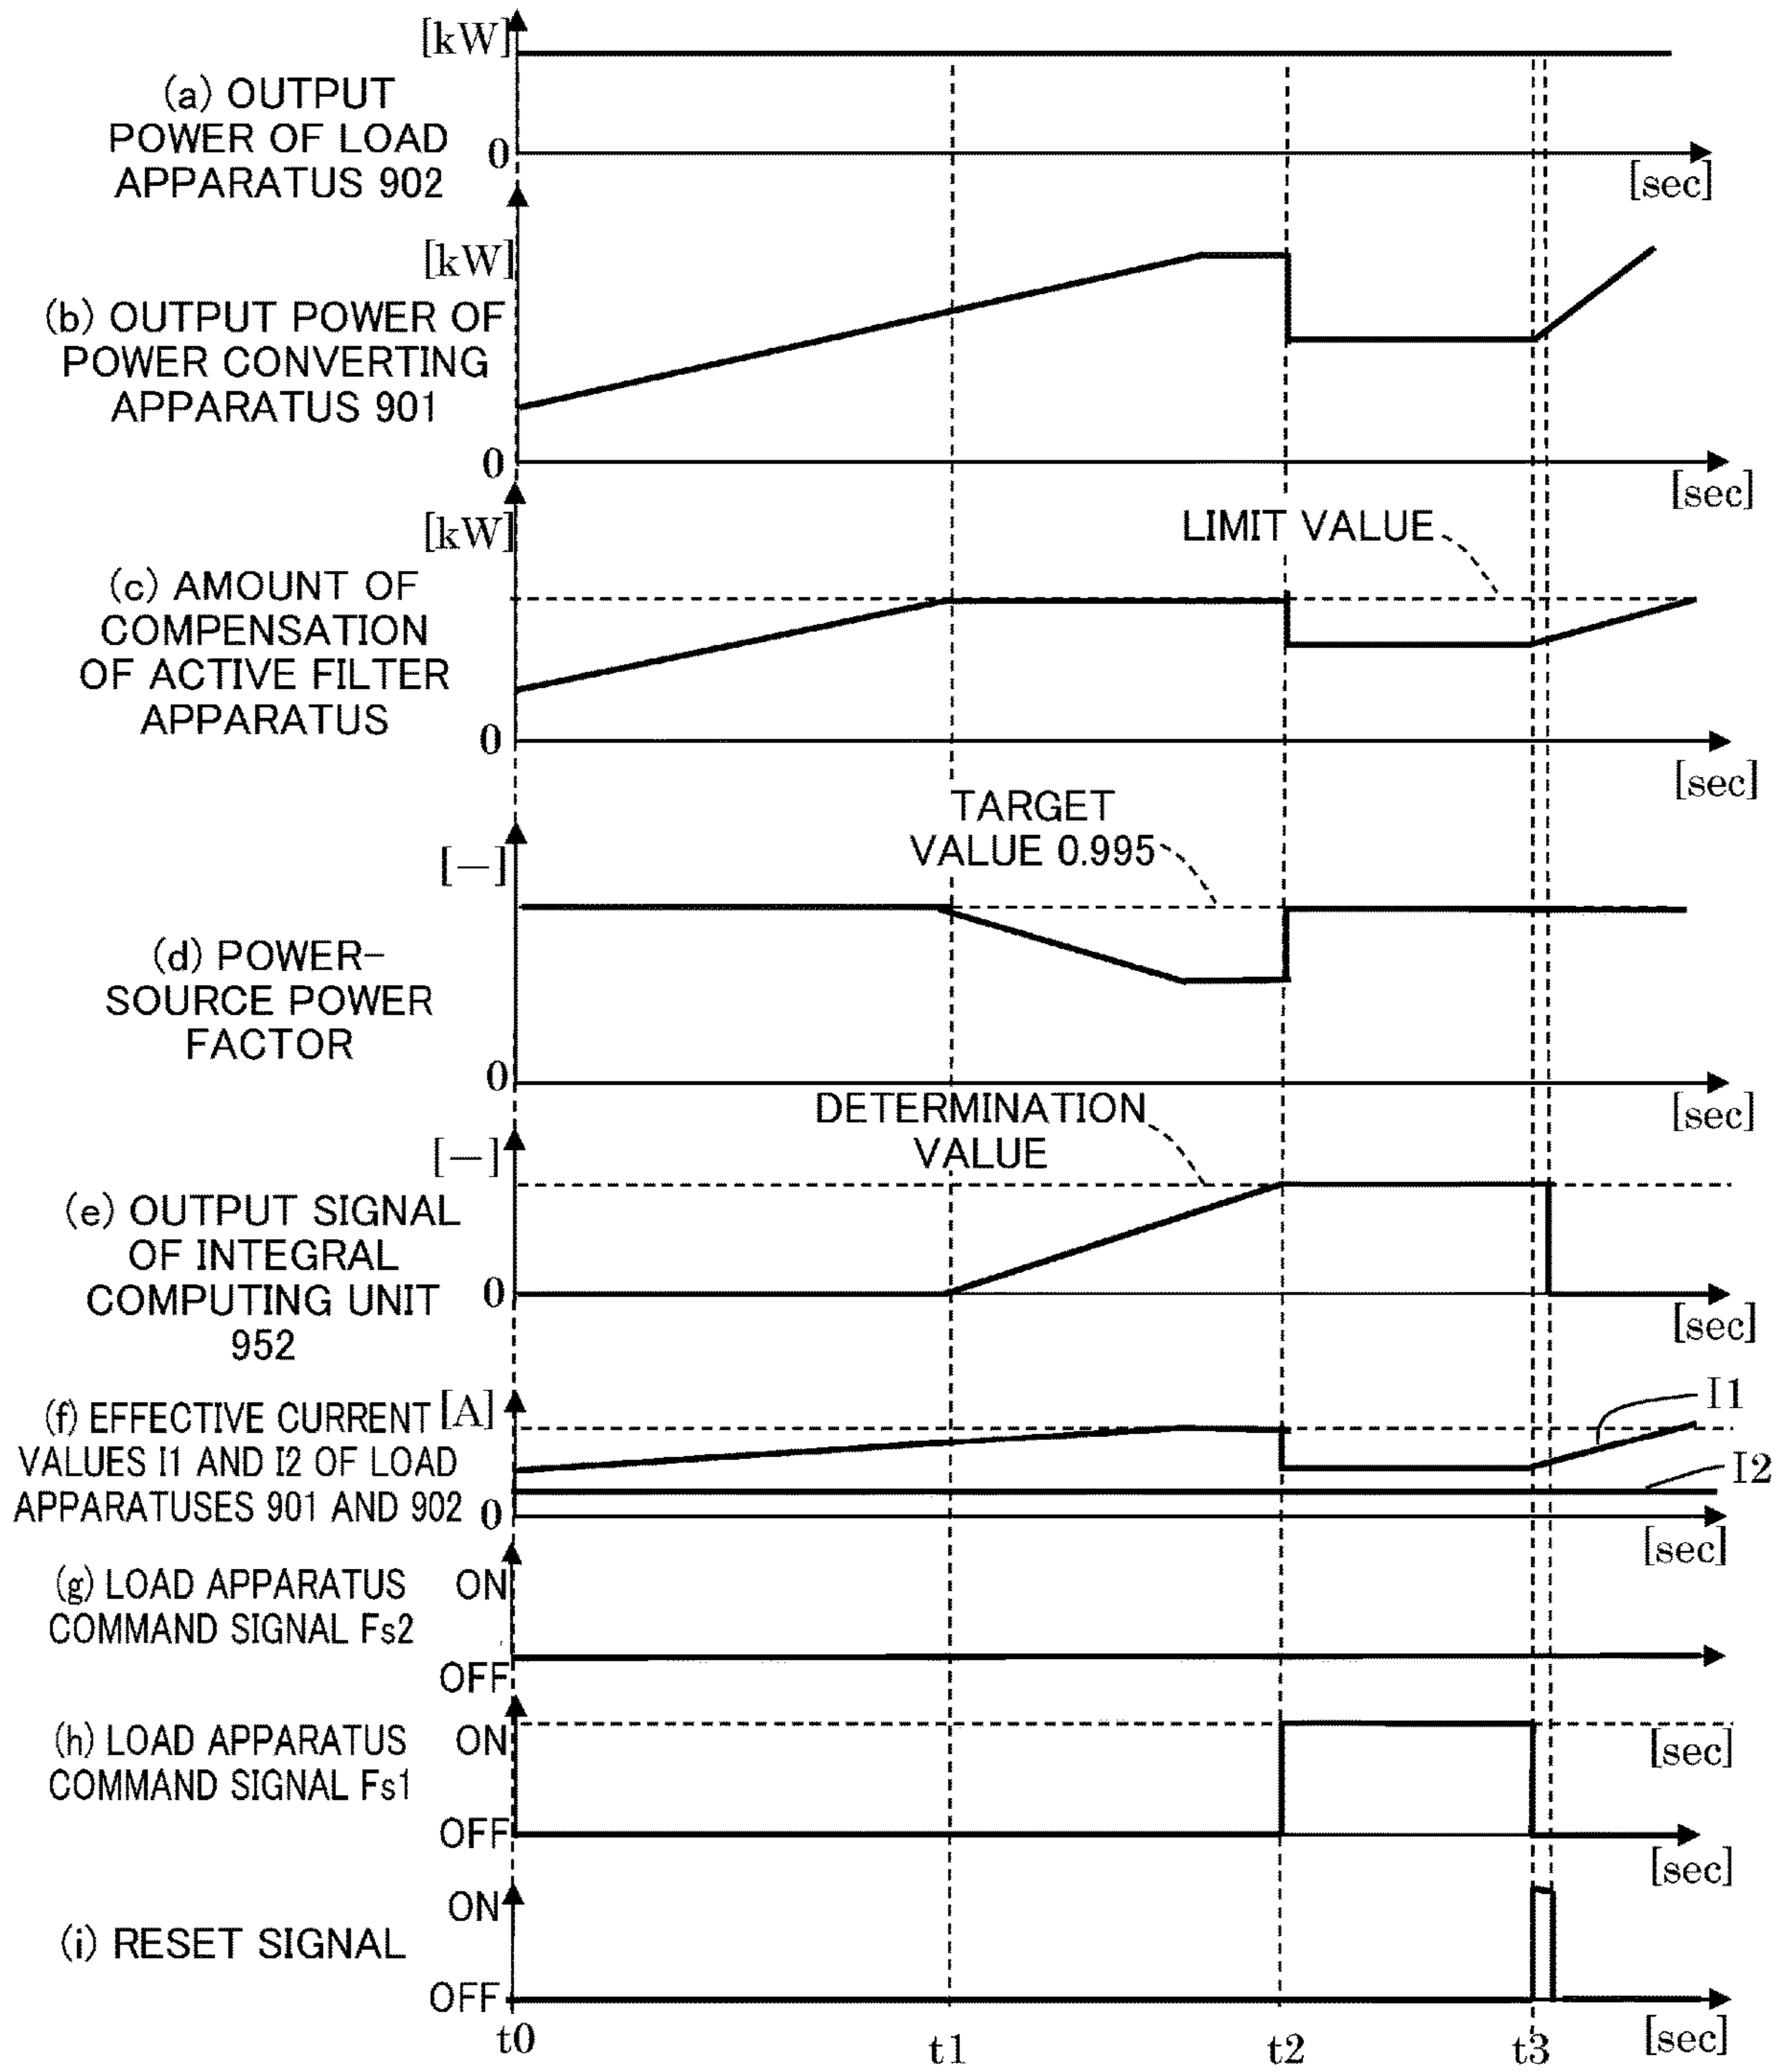 [kW]
(a) OUTPUT
POWER OF LOAD
APPARATUS 902
0
[sec]
[kW]
(b) OUTPUT POWER OF
POWER CONVERTING
APPARATUS 901
0
[sec]
[kW]
LIMIT VALUE
(c) AMOUNT OF
COMPENSATION
OF ACTIVE FILTER
APPARATUS
0
[sec]
TARGET
VALUE 0.995
[—]
(d) POWER-
SOURCE POWER
FACTOR
0
[sec]
DETERMINATION
VALUE
[—]
(e) OUTPUT SIGNAL
OF INTEGRAL
COMPUTING UNIT
952
0
[sec]
I1
(f) EFFECTIVE CURRENT [A]
VALUES I1 AND I2 OF LOAD
I2
APPARATUSES 901 AND 902
0
[sec]
(g) LOAD APPARATUS
COMMAND SIGNAL Fs2
ON
OFF
(h) LOAD APPARATUS
COMMAND SIGNAL Fs1
ON
[sec]
OFF
[sec]
ON
(i) RESET SIGNAL
OFF
t0
t1
t2
t3
[sec]